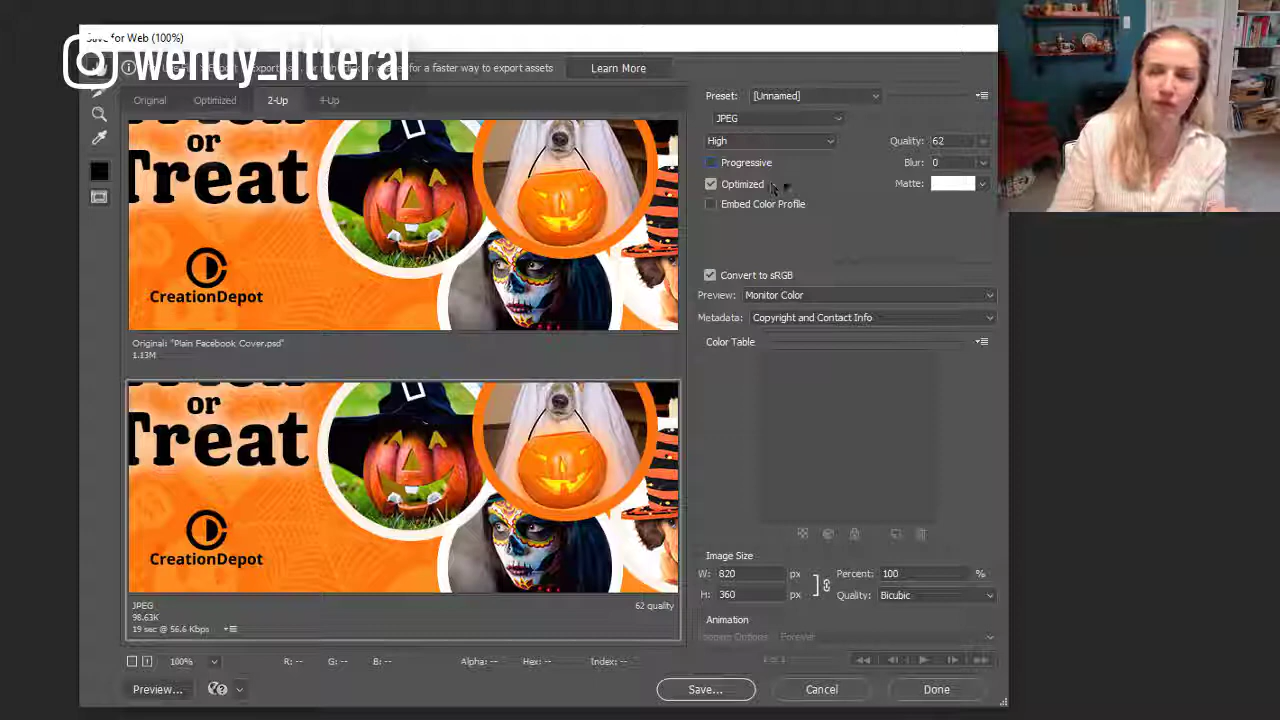 Save for Web (100%)
wendy_litteral
for a faster way to export assets
Learn More
Original
Optimized
2-Up
4-Up
or
Treat
CreationDepot
Original: "Plain Facebook Cover.psd"
1.13M
or
Treat
CreationDepot
JPEG
98.63K
19 sec @ 56.6 Kbps
62 quality
Preset: [Unnamed]
JPEG
High
Quality: 62
Progressive
Blur: 0
Optimized
Matte:
Embed Color Profile
Convert to sRGB
Preview: Monitor Color
Metadata: Copyright and Contact Info
Color Table
Image Size
W: 820 px
Percent: 100 %
H: 360 px
Quality: Bicubic
Animation
Looping Options: Forever
100%
R: --
G: --
B: --
Alpha: --
Hex: --
Index: --
Preview...
Save...
Cancel
Done